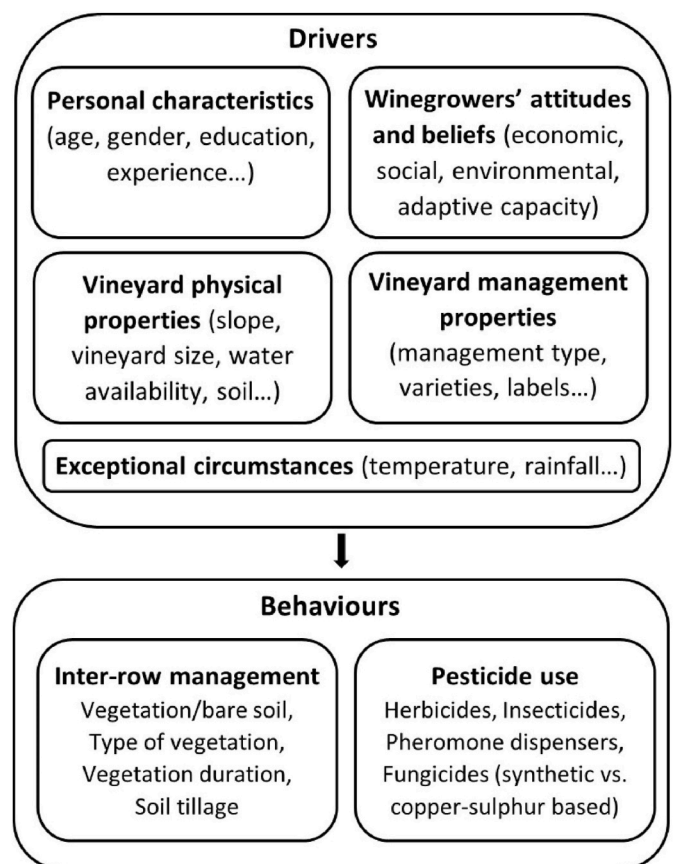 Drivers
Personal characteristics
(age, gender, education,
experience...)
Winegrowers' attitudes
and beliefs (economic,
social, environmental,
adaptive capacity)
Vineyard physical
properties (slope,
vineyard size, water
availability, soil...)
Vineyard management
properties
(management type,
varieties, labels...)
Exceptional circumstances (temperature, rainfall...)
Behaviours
Inter-row management
Vegetation/bare soil,
Type of vegetation,
Vegetation duration,
Soil tillage
Pesticide use
Herbicides, Insecticides,
Pheromone dispensers,
Fungicides (synthetic vs.
copper-sulphur based)